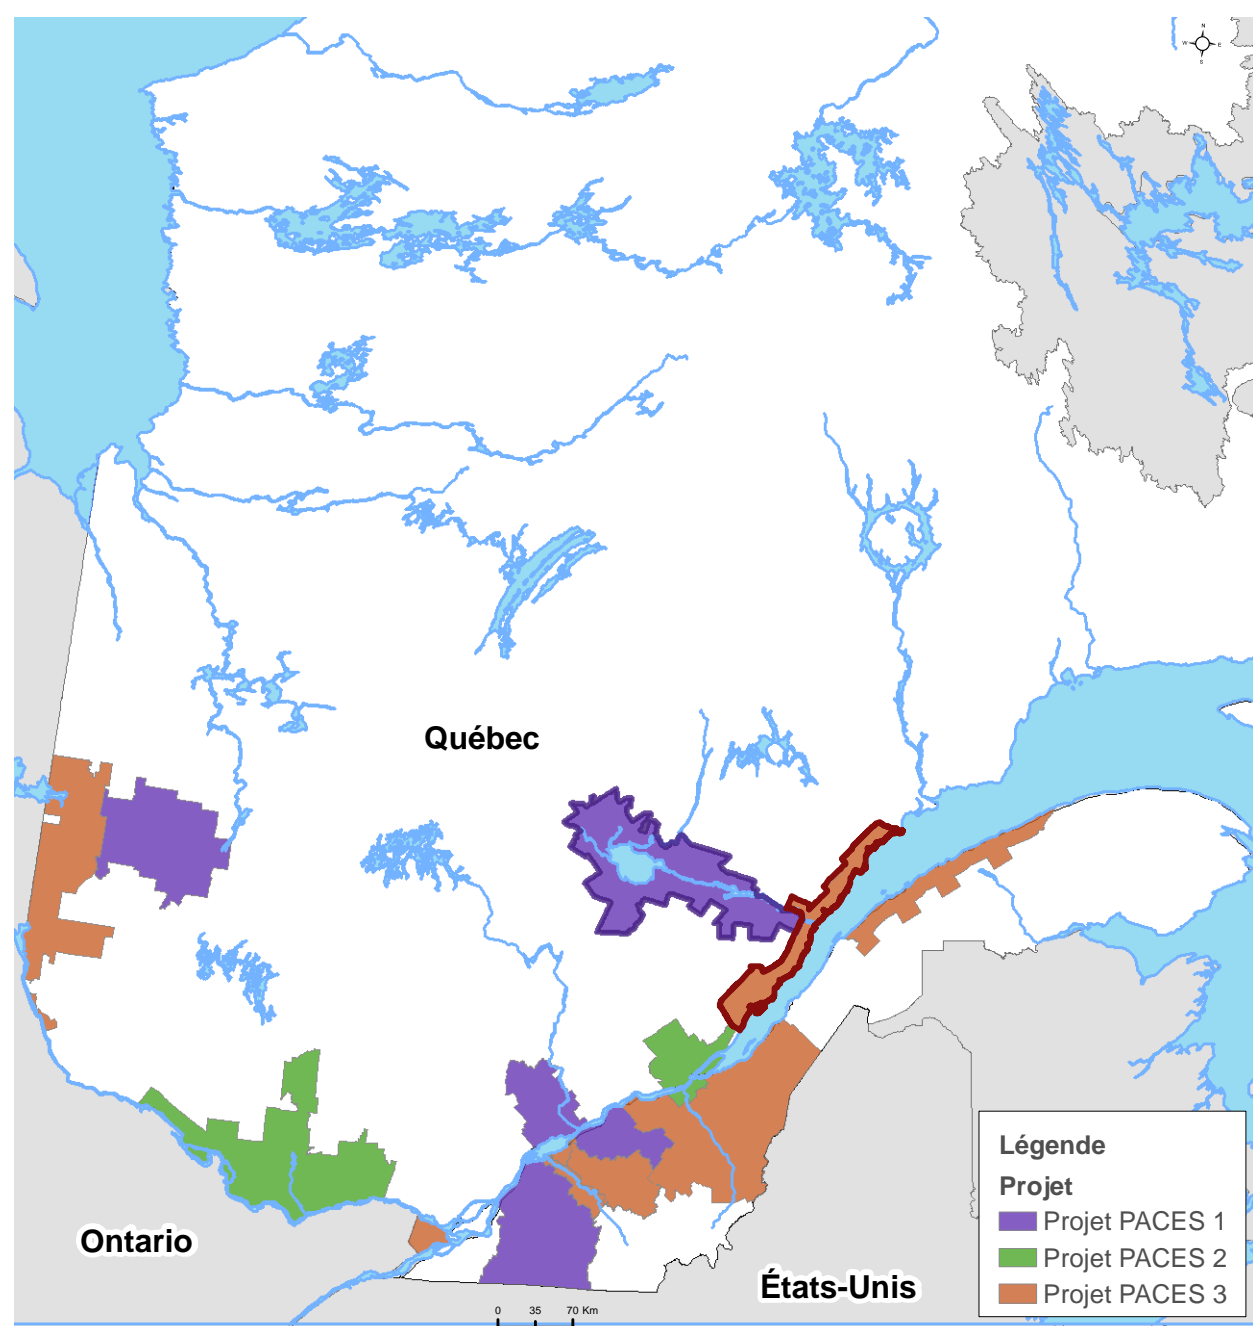 N
W E
S
Québec
Ontario
États-Unis
0 35 70 Km
Légende
Projet
Projet PACES 1
Projet PACES 2
Projet PACES 3